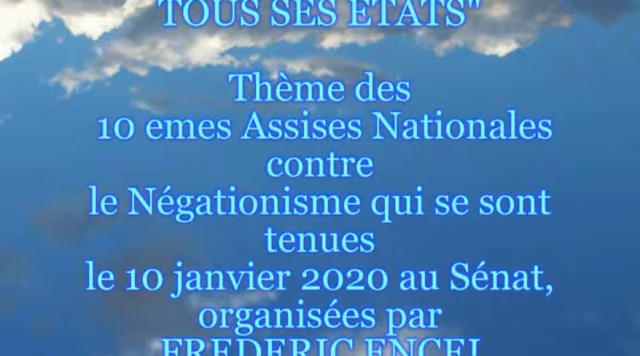 TOUS SES ETATS"
Thème des
10 emes Assises Nationales
contre
le Négationisme qui se sont
tenues
le 10 janvier 2020 au Sénat,
organisées par
FREDERIC ENCEL